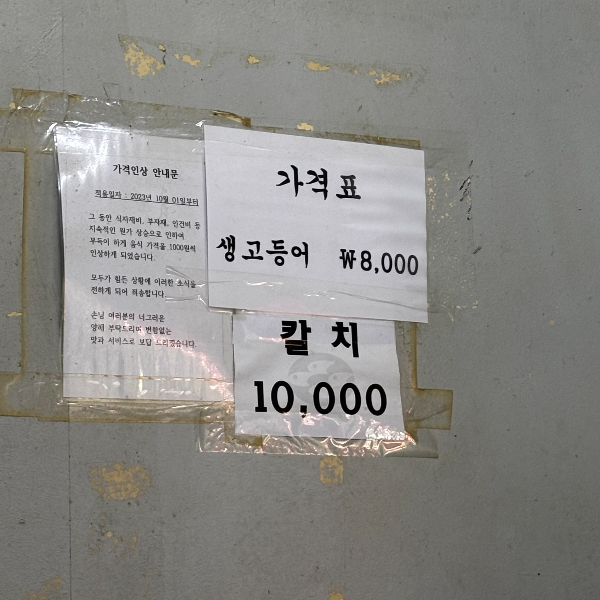 가격인상 안내문
적용일자 : 2023년 10월 01일부터
그 동안 식자재비, 부자재, 인건비 등
지속적인 원가 상승으로 인하여
부득이 하게 음식 가격을 1000원씩
인상하게 되었습니다.
모두가 힘든 상황에 이러한 소식을
전하게 되어 죄송합니다.
손님 여러분의 너그러운
양해 부탁드리며 변함없는
맛과 서비스로 보답 드리겠습니다.
가격표
생고등어 ₩8,000
칼치
10,000